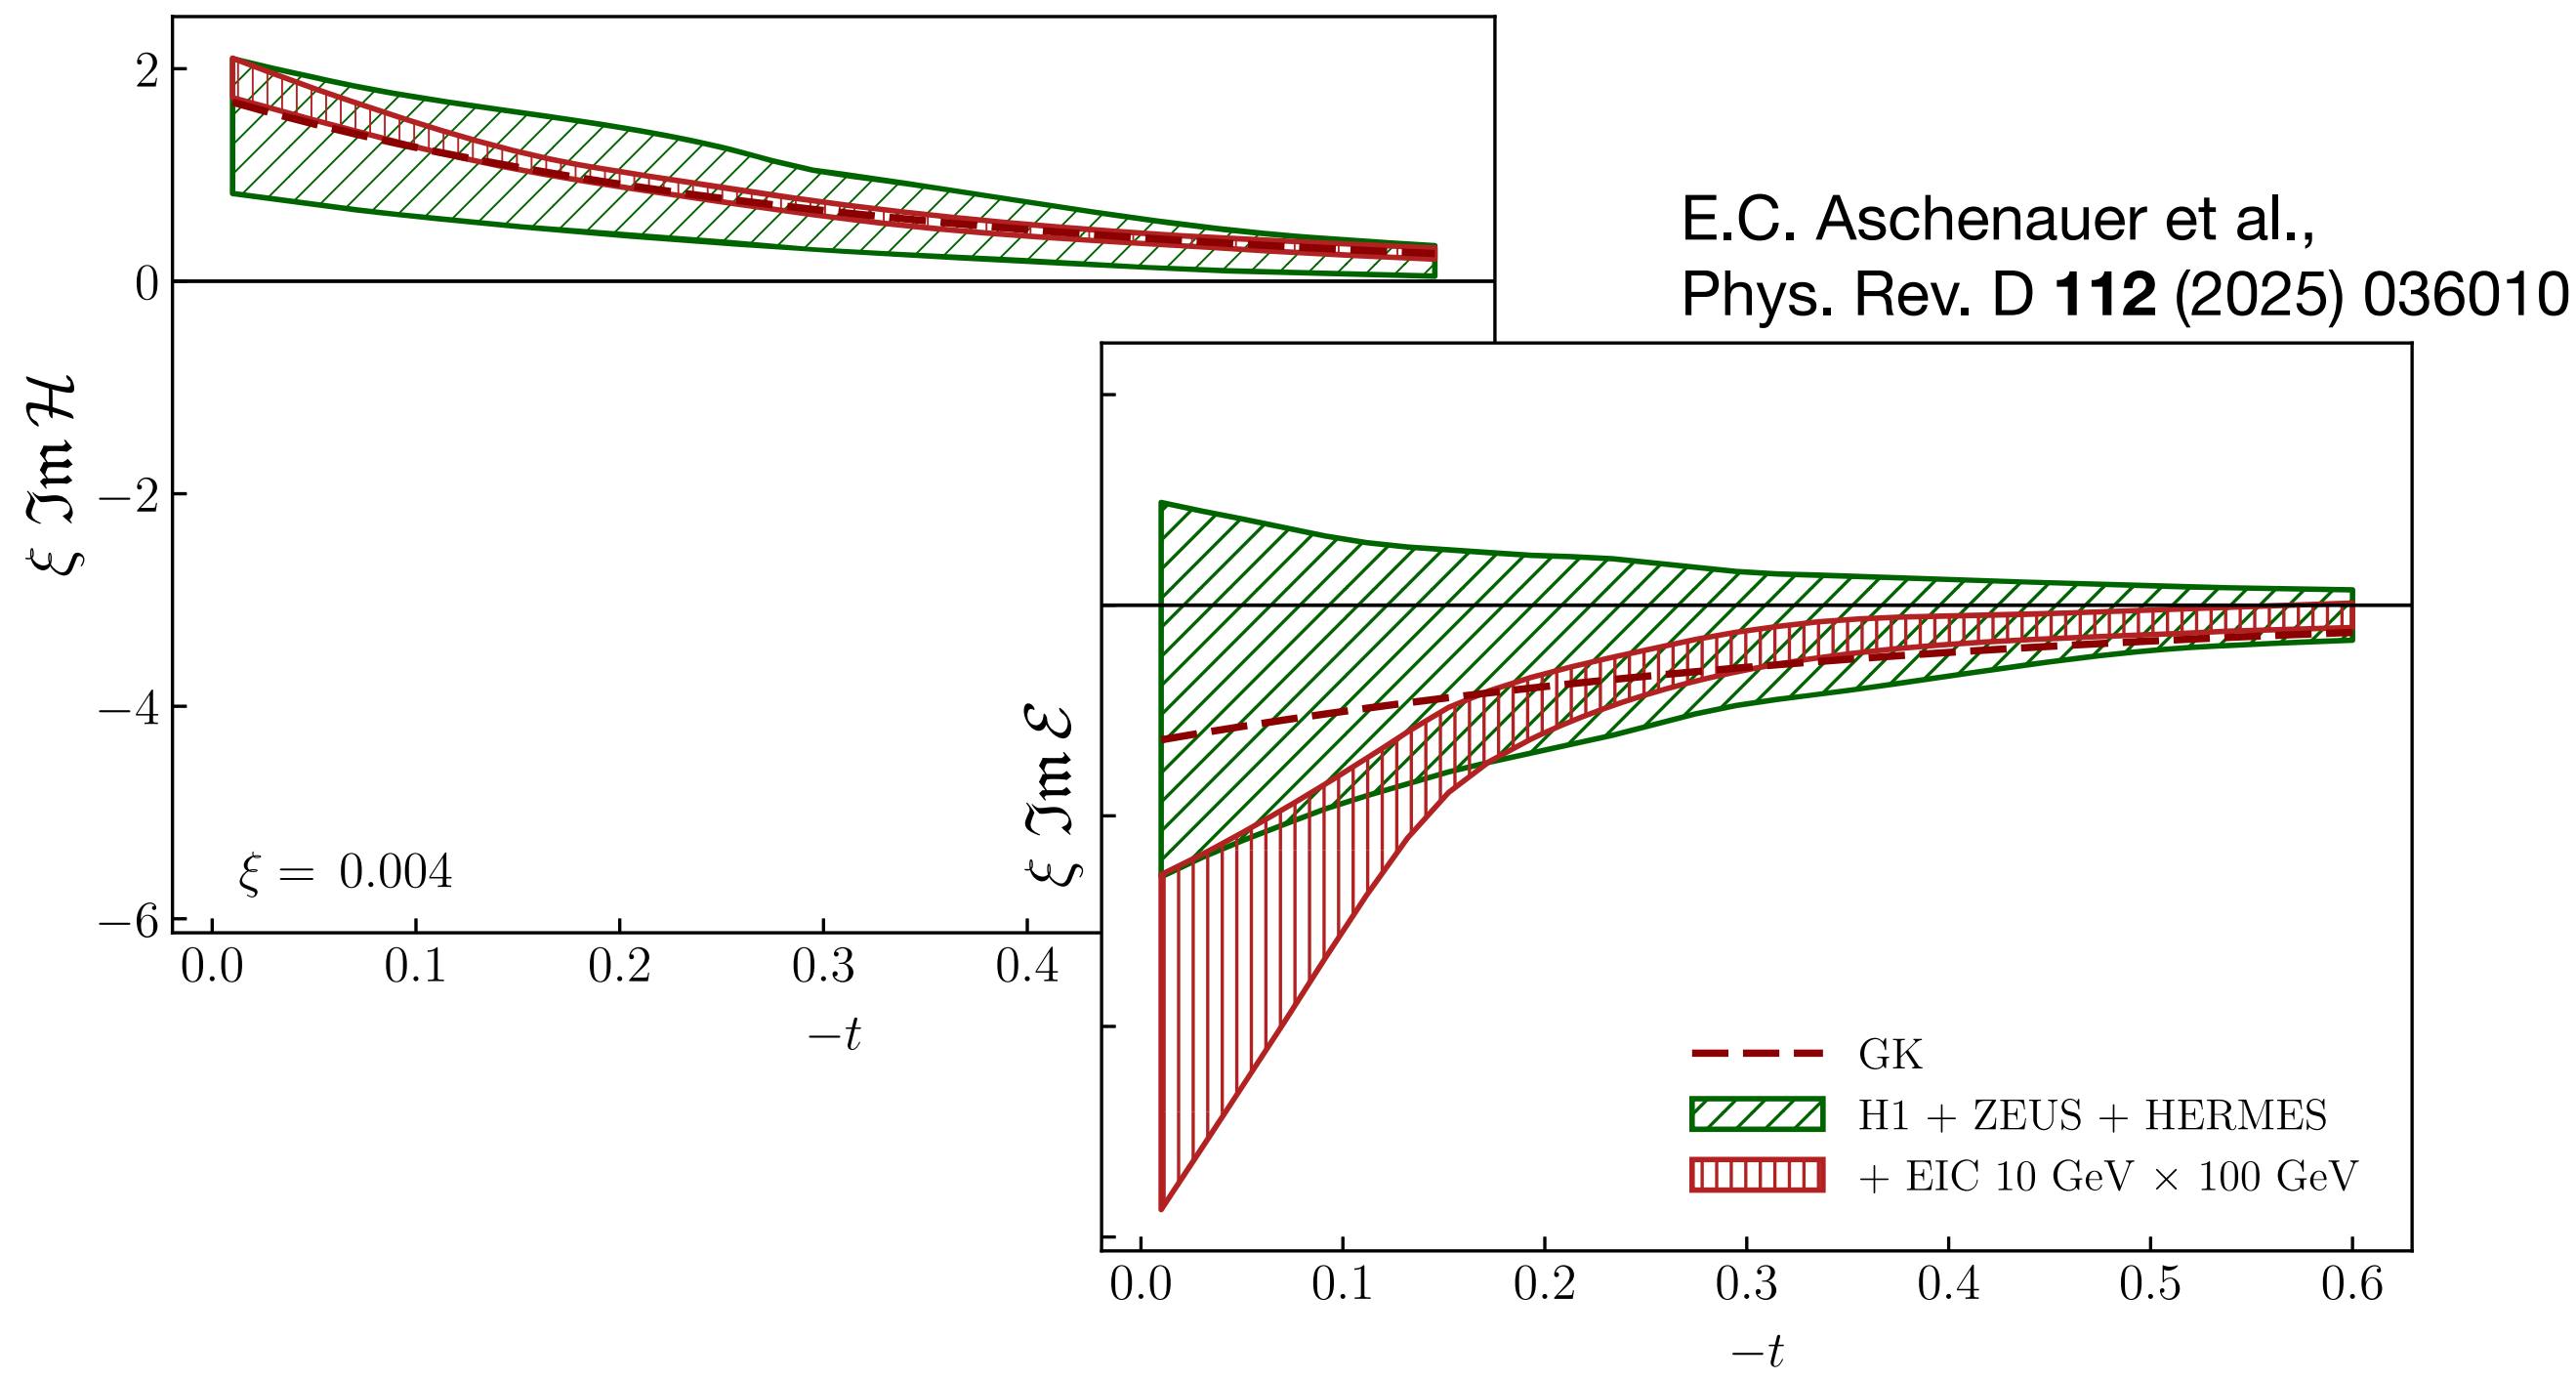 2
0
−2
−4
−6
ξ ℑm ℋ
ξ = 0.004
0.0 0.1 0.2 0.3 0.4
−t
E.C. Aschenauer et al.,
Phys. Rev. D 112 (2025) 036010
ξ ℑm ℰ
GK
H1 + ZEUS + HERMES
+ EIC 10 GeV × 100 GeV
0.0 0.1 0.2 0.3 0.4 0.5 0.6
−t